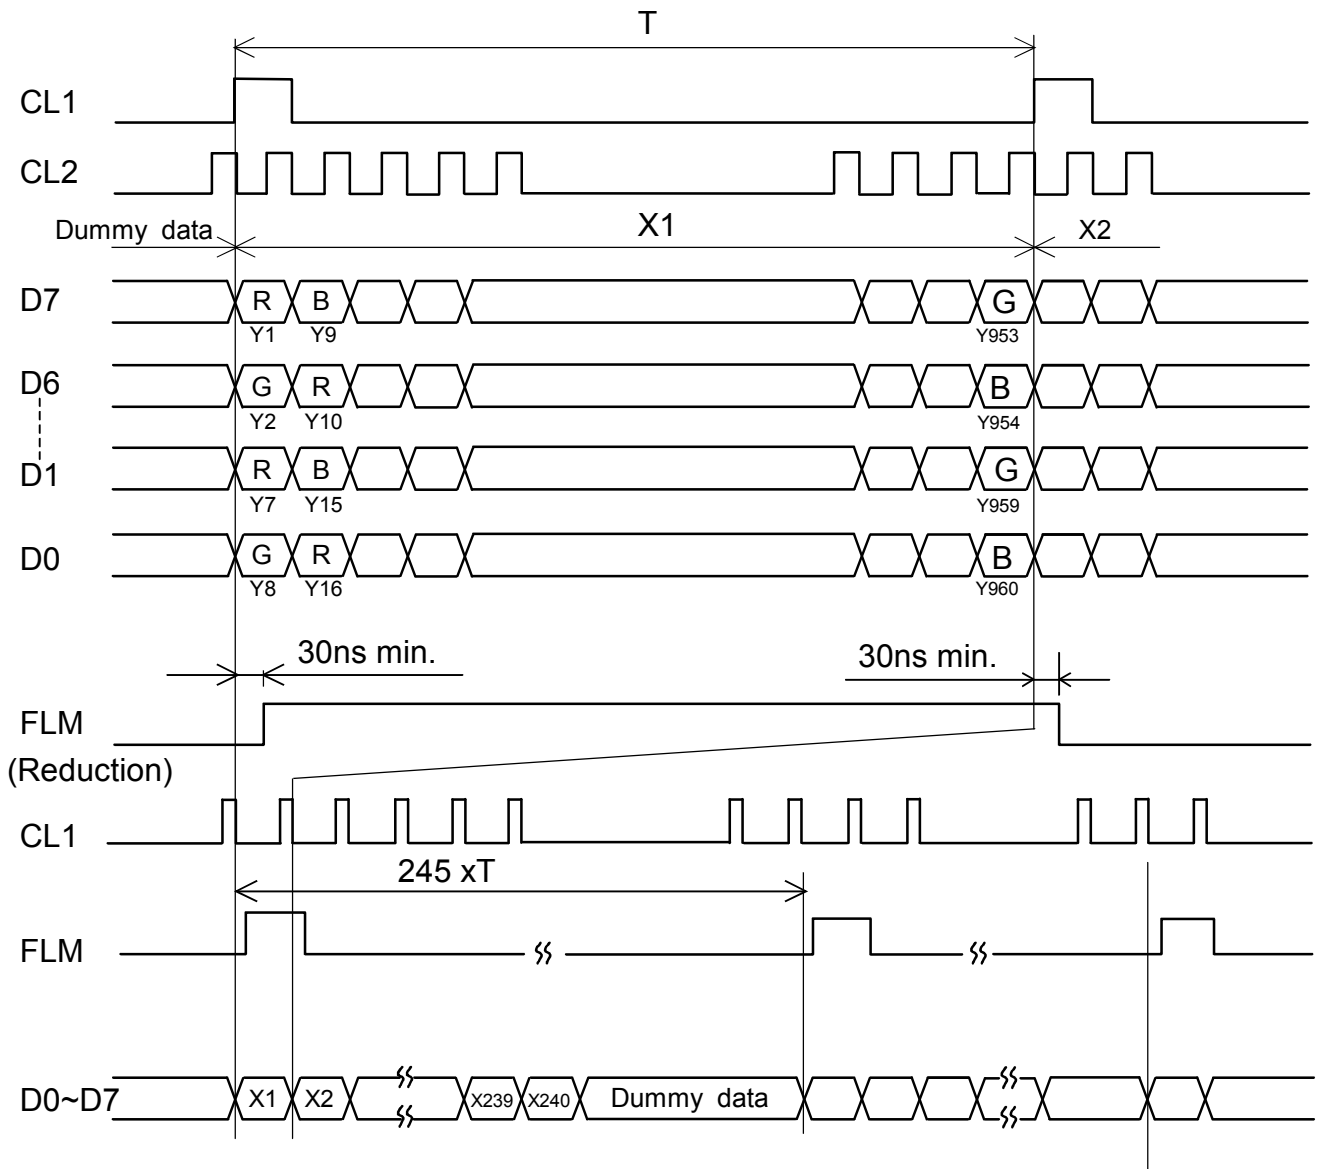 T
CL1
CL2
Dummy data X1 X2
D7 R B G
Y1 Y9 Y953
D6 G R B
Y2 Y10 Y954
D1 R B G
Y7 Y15 Y959
D0 G R B
Y8 Y16 Y960
30ns min. 30ns min.
FLM
(Reduction)
CL1
245 xT
FLM
D0~D7 X1 X2 X239 X240 Dummy data